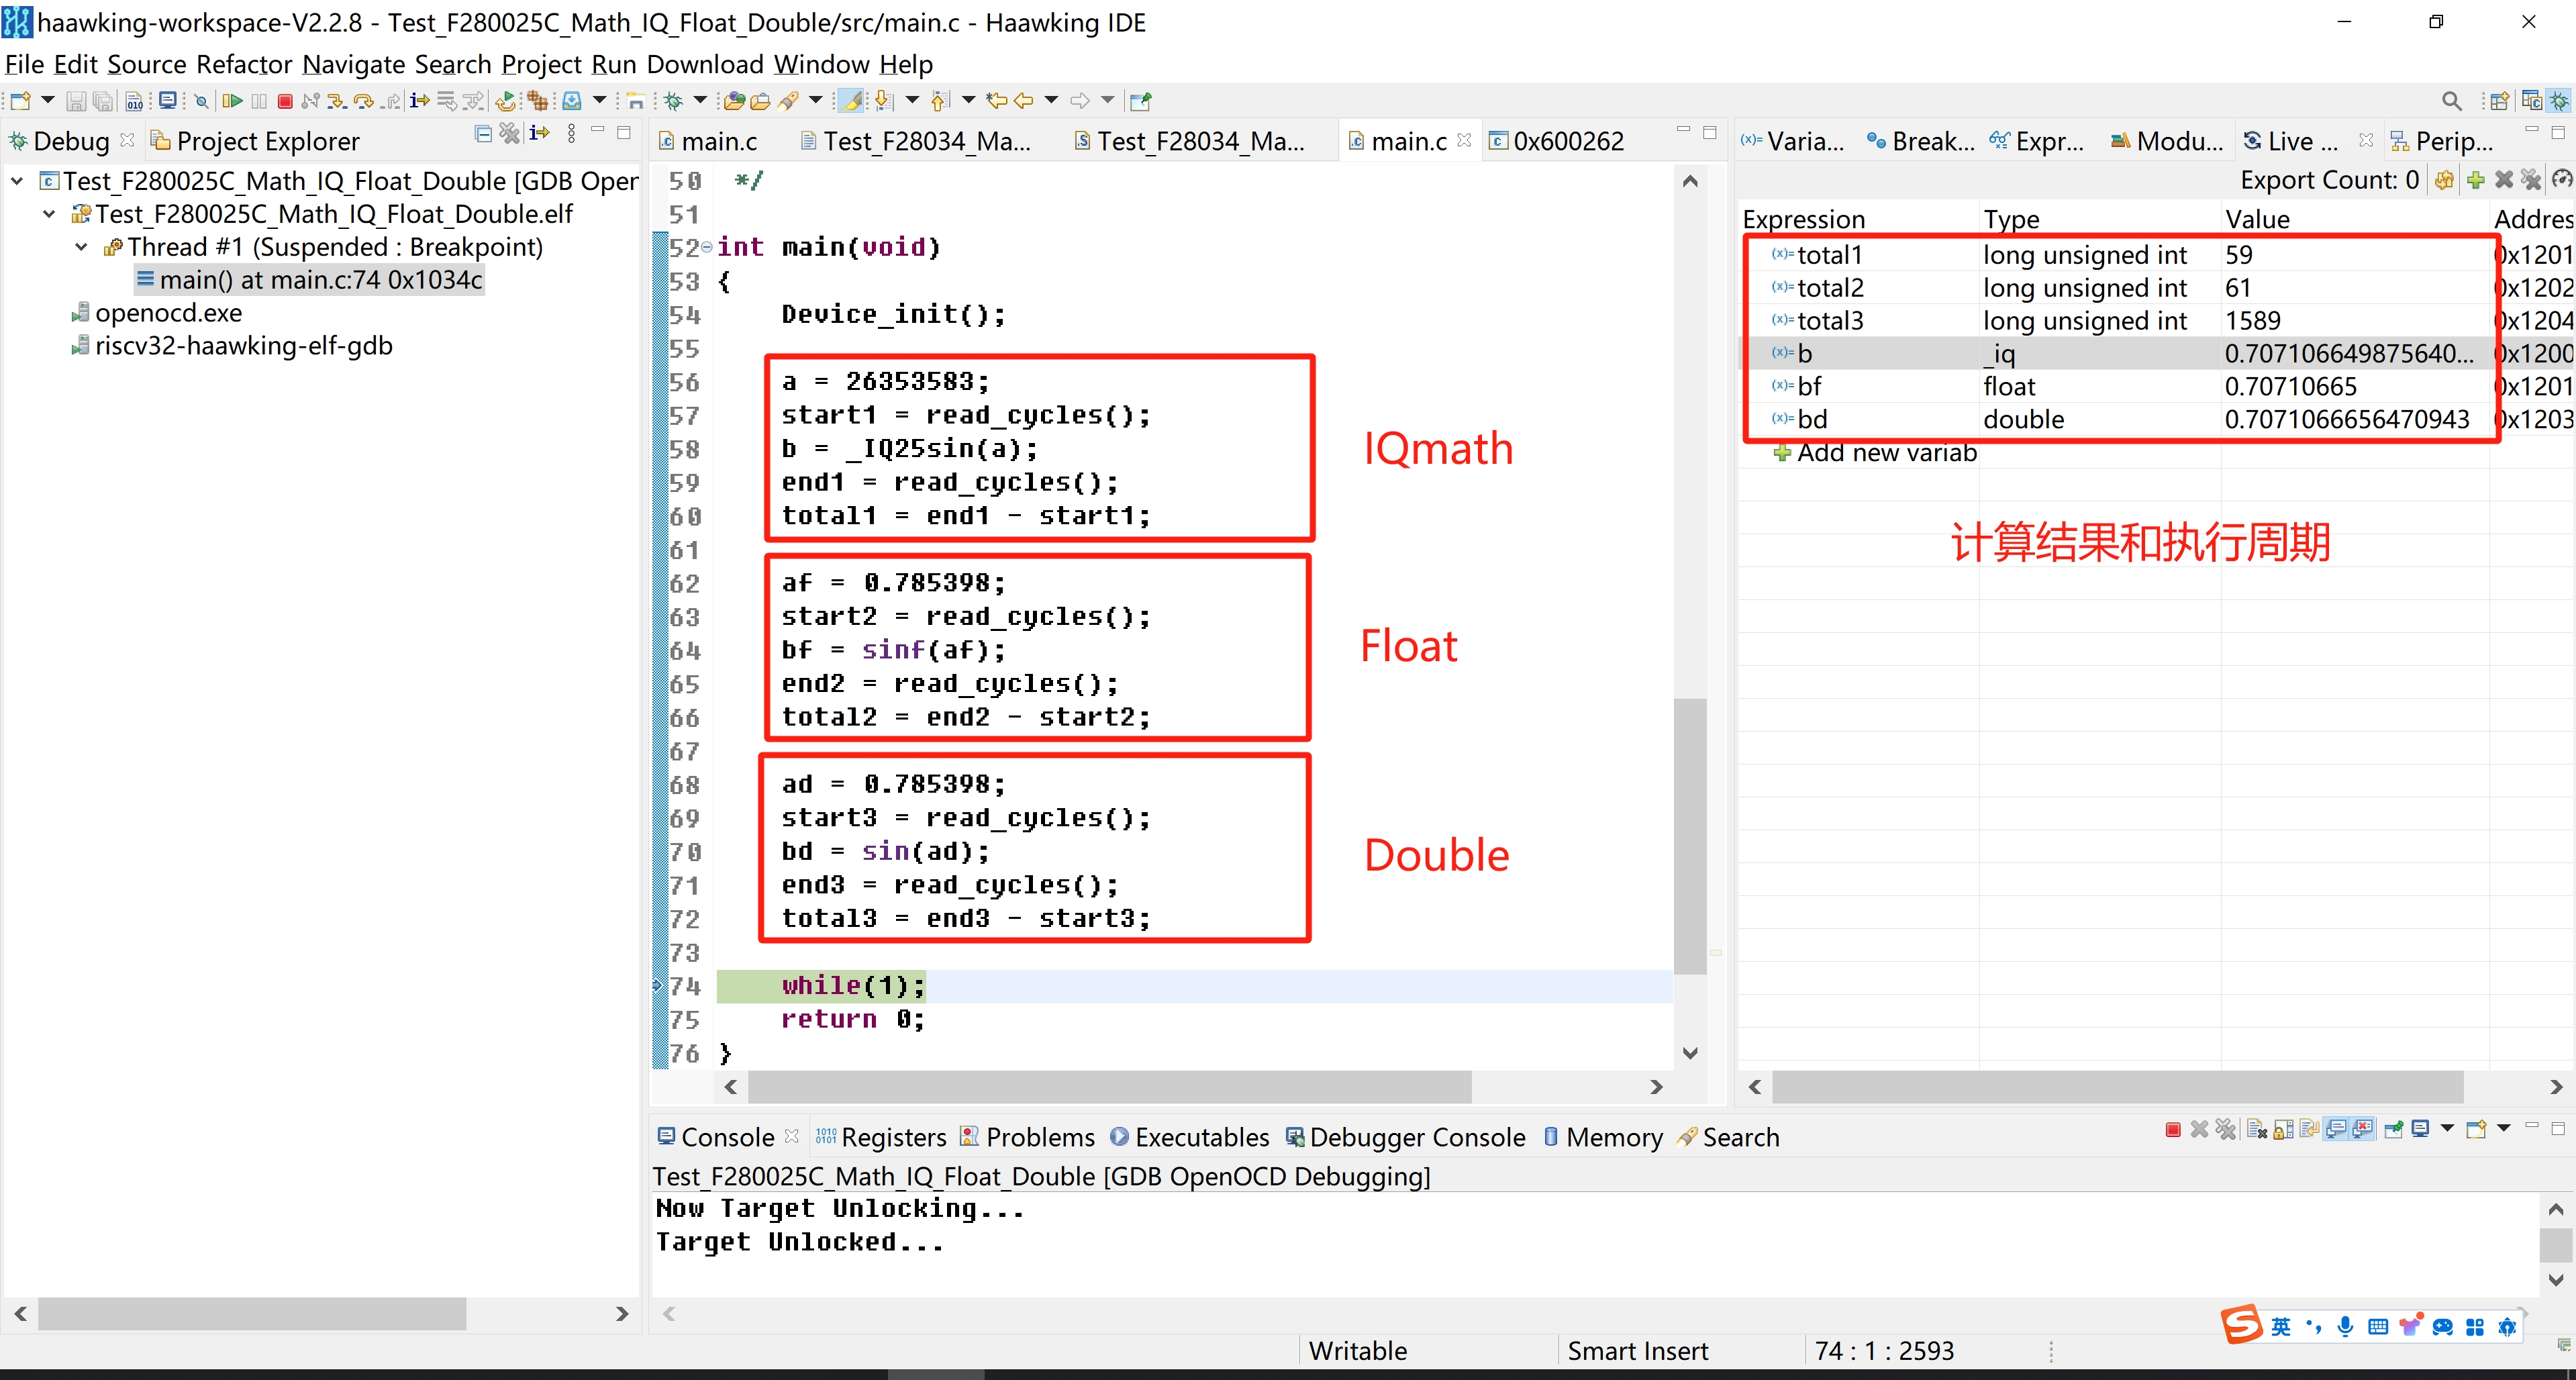 haawking-workspace-V2.2.8 - Test_F280025C_Math_IQ_Float_Double/src/main.c - Haawking IDE
File Edit Source Refactor Navigate Search Project Run Download Window Help
Debug Project Explorer
Test_F280025C_Math_IQ_Float_Double [GDB Oper
Test_F280025C_Math_IQ_Float_Double.elf
Thread #1 (Suspended : Breakpoint)
main() at main.c:74 0x1034c
openocd.exe
riscv32-haawking-elf-gdb
main.c Test_F28034_Ma... Test_F28034_Ma... main.c 0x600262
50 */
51
52 int main(void)
53 {
54 Device_init();
55
56 a = 26353583;
57 start1 = read_cycles();
58 b = _IQ25sin(a);
59 end1 = read_cycles();
60 total1 = end1 - start1;
61
62 af = 0.785398;
63 start2 = read_cycles();
64 bf = sinf(af);
65 end2 = read_cycles();
66 total2 = end2 - start2;
67
68 ad = 0.785398;
69 start3 = read_cycles();
70 bd = sin(ad);
71 end3 = read_cycles();
72 total3 = end3 - start3;
73
74 while(1);
75 return 0;
76 }
IQmath
Float
Double
(x)= Varia... Break... Expr... Modu... Live ... Perip...
Export Count: 0
Expression Type Value Addres
(x)= total1 long unsigned int 59 0x1201
(x)= total2 long unsigned int 61 0x1202
(x)= total3 long unsigned int 1589 0x1204
(x)= b _iq 0.707106649875640... 0x1200
(x)= bf float 0.70710665 0x1201
(x)= bd double 0.7071066656470943 0x1203
Add new variab
计算结果和执行周期
Console Registers Problems Executables Debugger Console Memory Search
Test_F280025C_Math_IQ_Float_Double [GDB OpenOCD Debugging]
Now Target Unlocking...
Target Unlocked...
英
Writable Smart Insert 74 : 1 : 2593